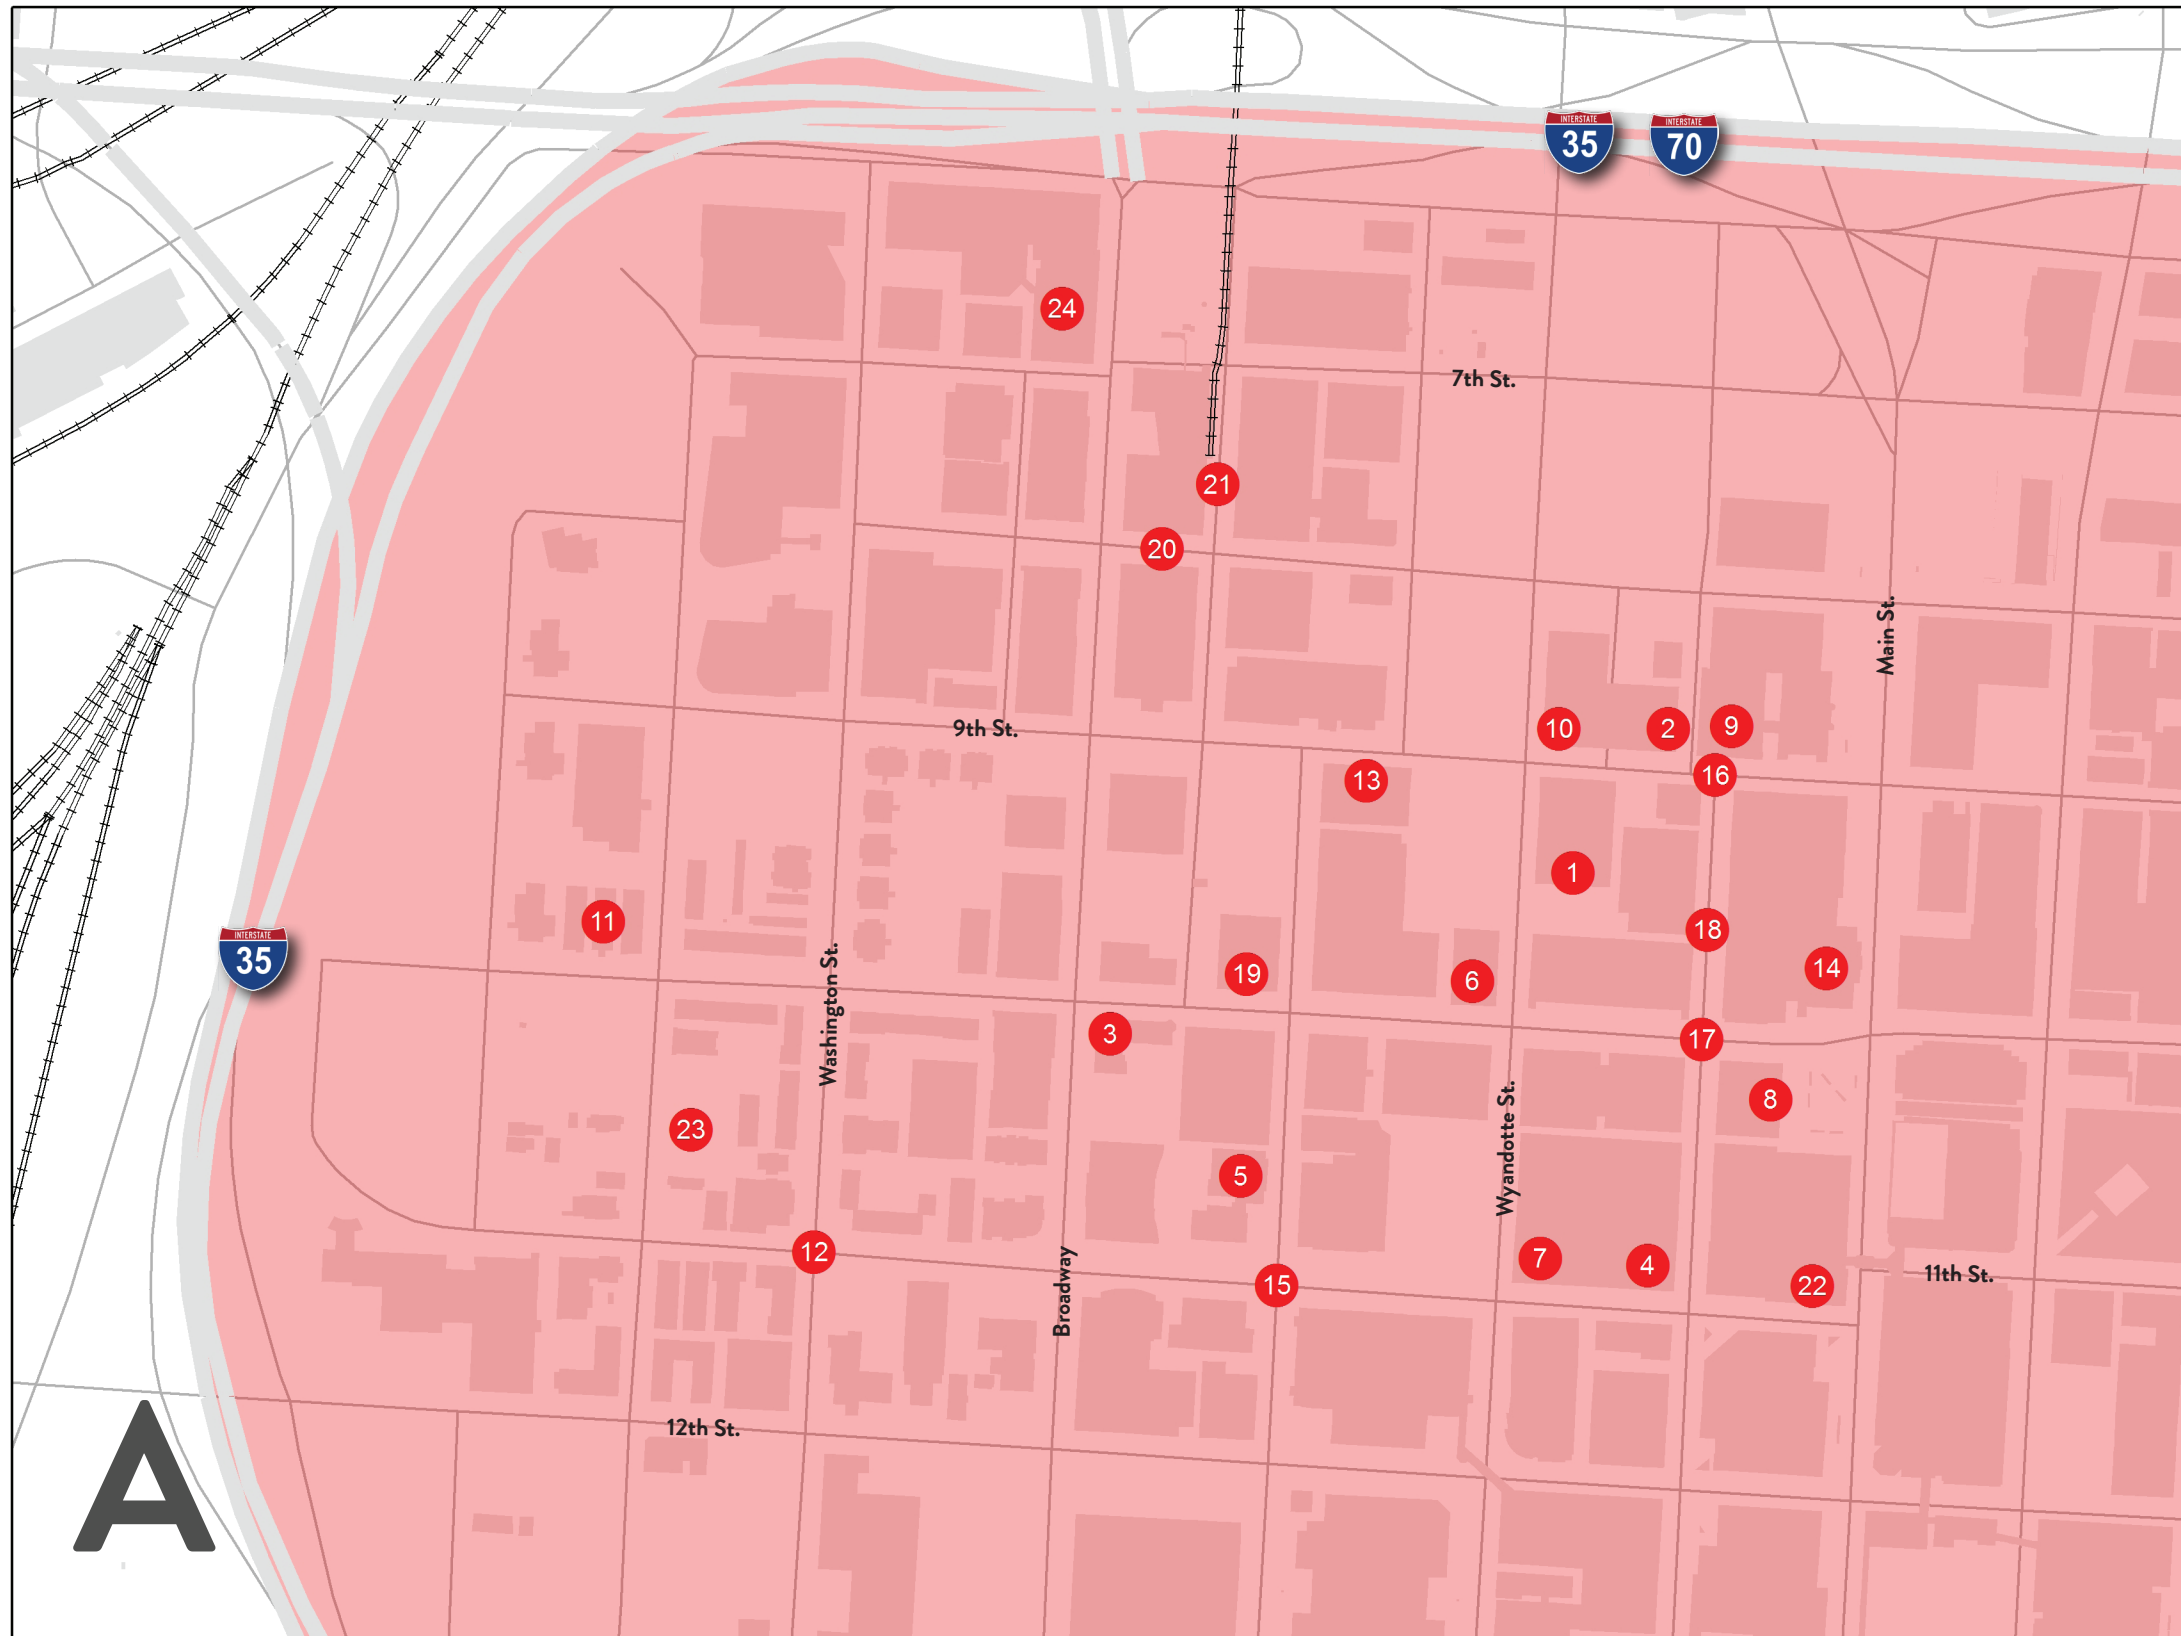 INTERSTATE
35
INTERSTATE
70
24
7th St.
21
20
Main St.
9th St.
10
2
9
16
13
1
11
INTERSTATE
35
18
14
19
6
Washington St.
3
17
8
23
Wyandotte St.
5
12
7
4
15
22
11th St.
Broadway
12th St.
A